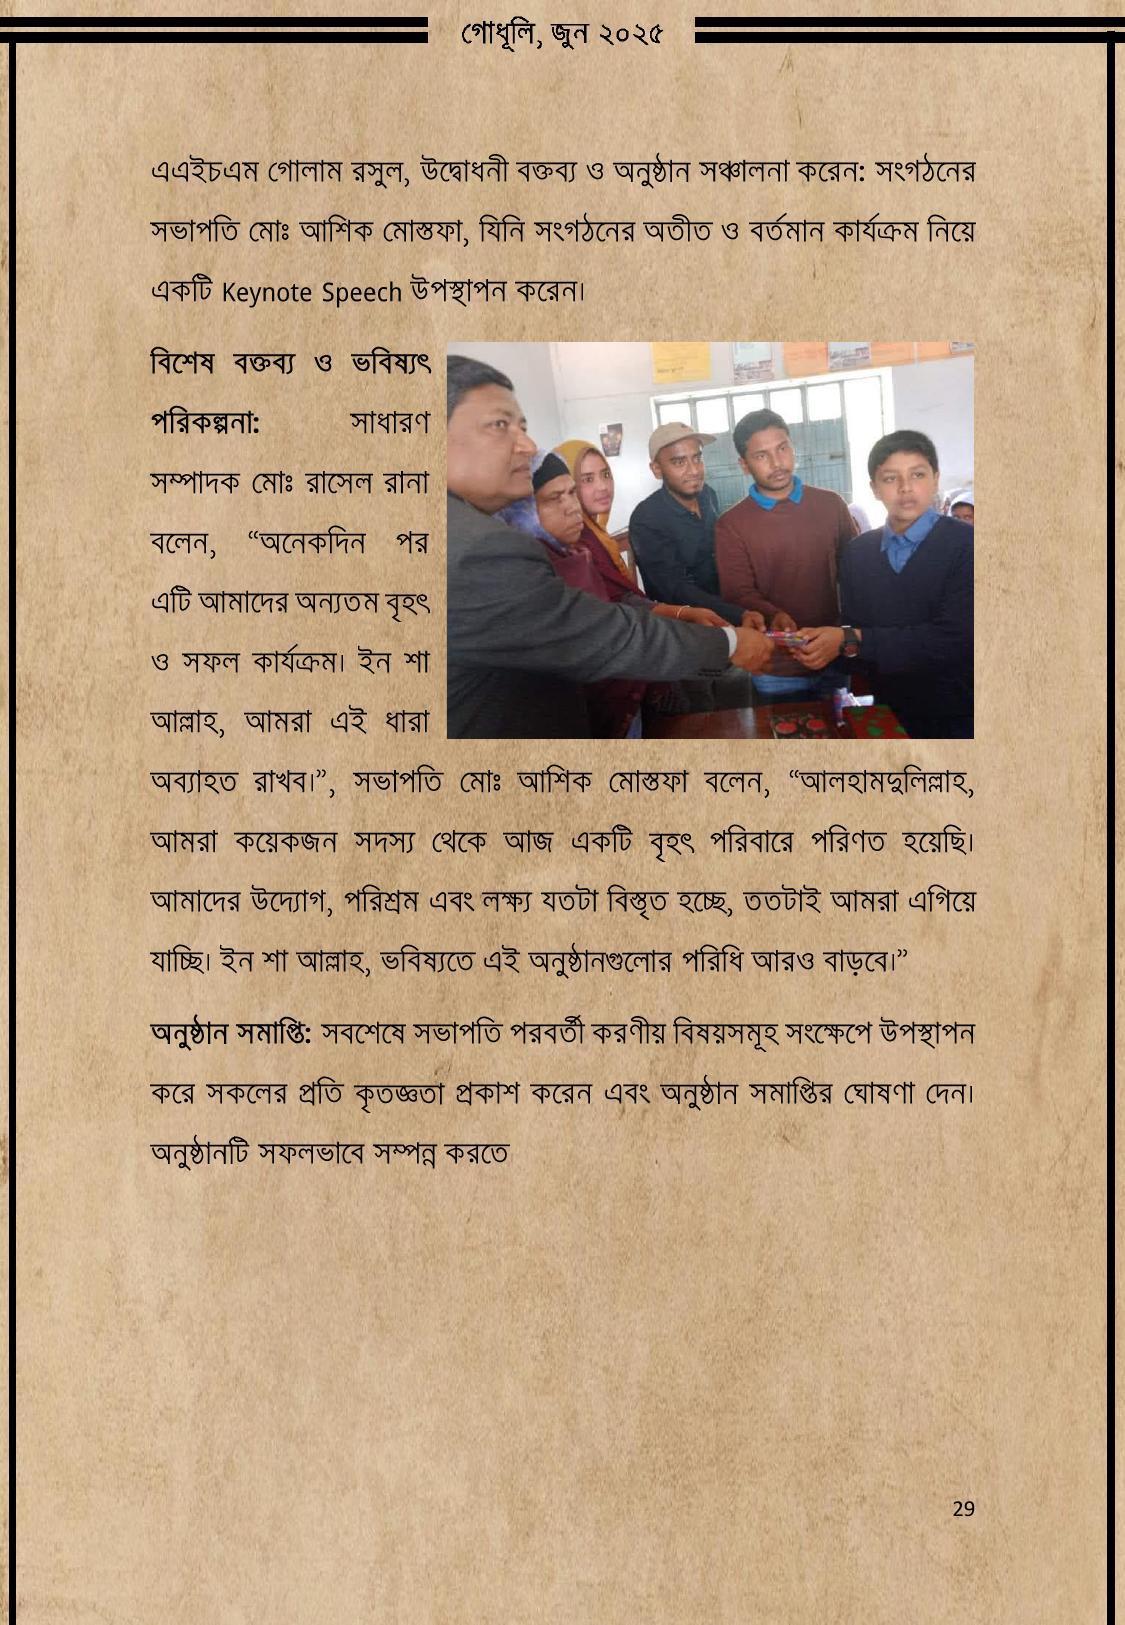 গোধূলি, জুন ২০২৫
এএইচএম গোলাম রসুল, উদ্বোধনী বক্তব্য ও অনুষ্ঠান সঞ্চালনা করেন: সংগঠনের
সভাপতি মোঃ আশিক মোস্তফা, যিনি সংগঠনের অতীত ও বর্তমান কার্যক্রম নিয়ে
একটি Keynote Speech উপস্থাপন করেন।
বিশেষ বক্তব্য ও ভবিষ্যৎ
পরিকল্পনা: সাধারণ
সম্পাদক মোঃ রাসেল রানা
বলেন, “অনেকদিন পর
এটি আমাদের অন্যতম বৃহৎ
ও সফল কার্যক্রম। ইন শা
আল্লাহ, আমরা এই ধারা
অব্যাহত রাখব।”, সভাপতি মোঃ আশিক মোস্তফা বলেন, “আলহামদুলিল্লাহ,
আমরা কয়েকজন সদস্য থেকে আজ একটি বৃহৎ পরিবারে পরিণত হয়েছি।
আমাদের উদ্যোগ, পরিশ্রম এবং লক্ষ্য যতটা বিস্তৃত হচ্ছে, ততটাই আমরা এগিয়ে
যাচ্ছি। ইন শা আল্লাহ, ভবিষ্যতে এই অনুষ্ঠানগুলোর পরিধি আরও বাড়বে।”
অনুষ্ঠান সমাপ্তি: সবশেষে সভাপতি পরবর্তী করণীয় বিষয়সমূহ সংক্ষেপে উপস্থাপন
করে সকলের প্রতি কৃতজ্ঞতা প্রকাশ করেন এবং অনুষ্ঠান সমাপ্তির ঘোষণা দেন।
অনুষ্ঠানটি সফলভাবে সম্পন্ন করতে
29